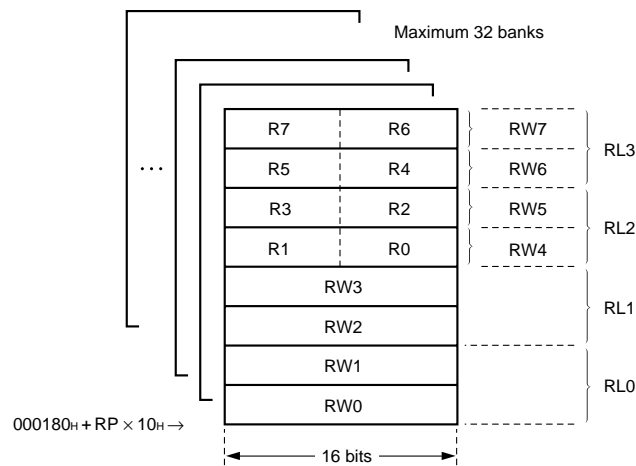 Maximum 32 banks
R7 R6 RW7
RL3
R5 R4 RW6
...
R3 R2 RW5
RL2
R1 R0 RW4
RW3
RL1
RW2
RW1
RL0
RW0
000180H + RP × 10H →
16 bits